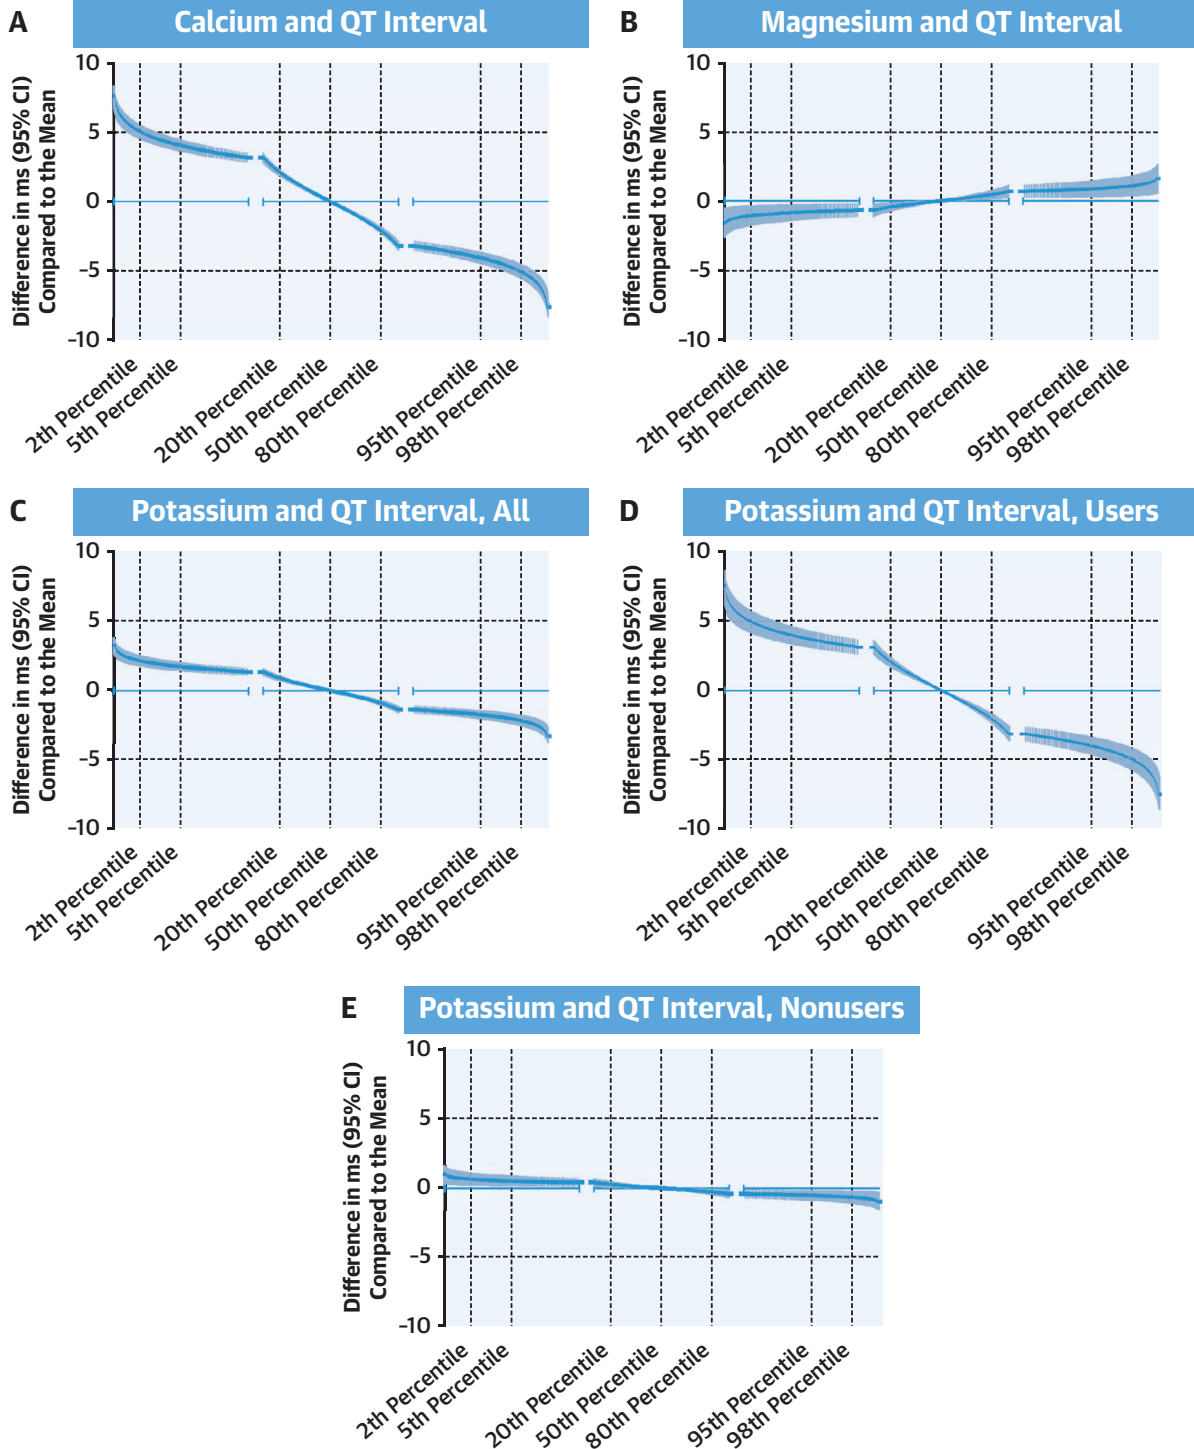 A
Calcium and QT Interval
Difference in ms (95% CI)
Compared to the Mean
10
5
0
–5
–10
2th Percentile
5th Percentile
20th Percentile
50th Percentile
80th Percentile
95th Percentile
98th Percentile
B
Magnesium and QT Interval
Difference in ms (95% CI)
Compared to the Mean
10
5
0
–5
–10
2th Percentile
5th Percentile
20th Percentile
50th Percentile
80th Percentile
95th Percentile
98th Percentile
C
Potassium and QT Interval, All
Difference in ms (95% CI)
Compared to the Mean
10
5
0
–5
–10
2th Percentile
5th Percentile
20th Percentile
50th Percentile
80th Percentile
95th Percentile
98th Percentile
D
Potassium and QT Interval, Users
Difference in ms (95% CI)
Compared to the Mean
10
5
0
–5
–10
2th Percentile
5th Percentile
20th Percentile
50th Percentile
80th Percentile
95th Percentile
98th Percentile
E
Potassium and QT Interval, Nonusers
Difference in ms (95% CI)
Compared to the Mean
10
5
0
–5
–10
2th Percentile
5th Percentile
20th Percentile
50th Percentile
80th Percentile
95th Percentile
98th Percentile